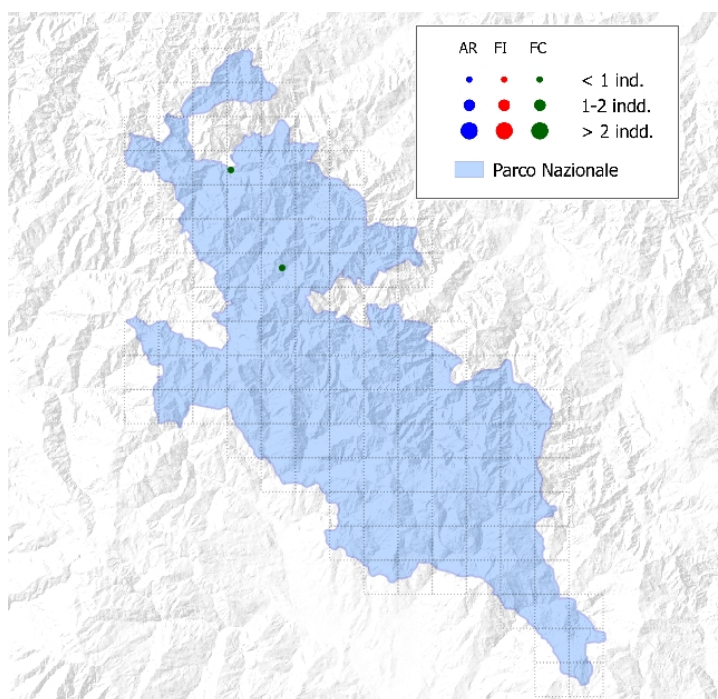 AR FI FC
< 1 ind.
1-2 indd.
> 2 indd.
Parco Nazionale